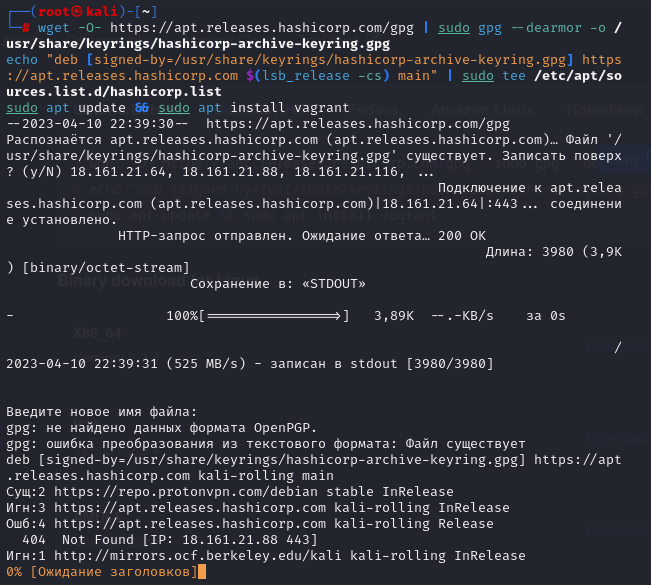 ┌──(root㉿kali)-[~]
└─# wget -O- https://apt.releases.hashicorp.com/gpg | sudo gpg --dearmor -o /
usr/share/keyrings/hashicorp-archive-keyring.gpg
echo "deb [signed-by=/usr/share/keyrings/hashicorp-archive-keyring.gpg] https
://apt.releases.hashicorp.com $(lsb_release -cs) main" | sudo tee /etc/apt/so
urces.list.d/hashicorp.list
sudo apt update && sudo apt install vagrant
--2023-04-10 22:39:30--  https://apt.releases.hashicorp.com/gpg
Распознаётся apt.releases.hashicorp.com (apt.releases.hashicorp.com)… Файл '/
usr/share/keyrings/hashicorp-archive-keyring.gpg' существует. Записать поверх
? (y/N) 18.161.21.64, 18.161.21.88, 18.161.21.116, ...
Подключение к apt.relea
ses.hashicorp.com (apt.releases.hashicorp.com)|18.161.21.64|:443... соединени
е установлено.
HTTP-запрос отправлен. Ожидание ответа… 200 OK
Длина: 3980 (3,9K
) [binary/octet-stream]
Сохранение в: «STDOUT»
-                   100%[=================>]   3,89K  --.-KB/s    за 0s
/
2023-04-10 22:39:31 (525 MB/s) - записан в stdout [3980/3980]
Введите новое имя файла:
gpg: не найдено данных формата OpenPGP.
gpg: ошибка преобразования из текстового формата: Файл существует
deb [signed-by=/usr/share/keyrings/hashicorp-archive-keyring.gpg] https://apt
.releases.hashicorp.com kali-rolling main
Сущ:2 https://repo.protonvpn.com/debian stable InRelease
Игн:3 https://apt.releases.hashicorp.com kali-rolling InRelease
Ошб:4 https://apt.releases.hashicorp.com kali-rolling Release
  404  Not Found [IP: 18.161.21.88 443]
Игн:1 http://mirrors.ocf.berkeley.edu/kali kali-rolling InRelease
0% [Ожидание заголовков]